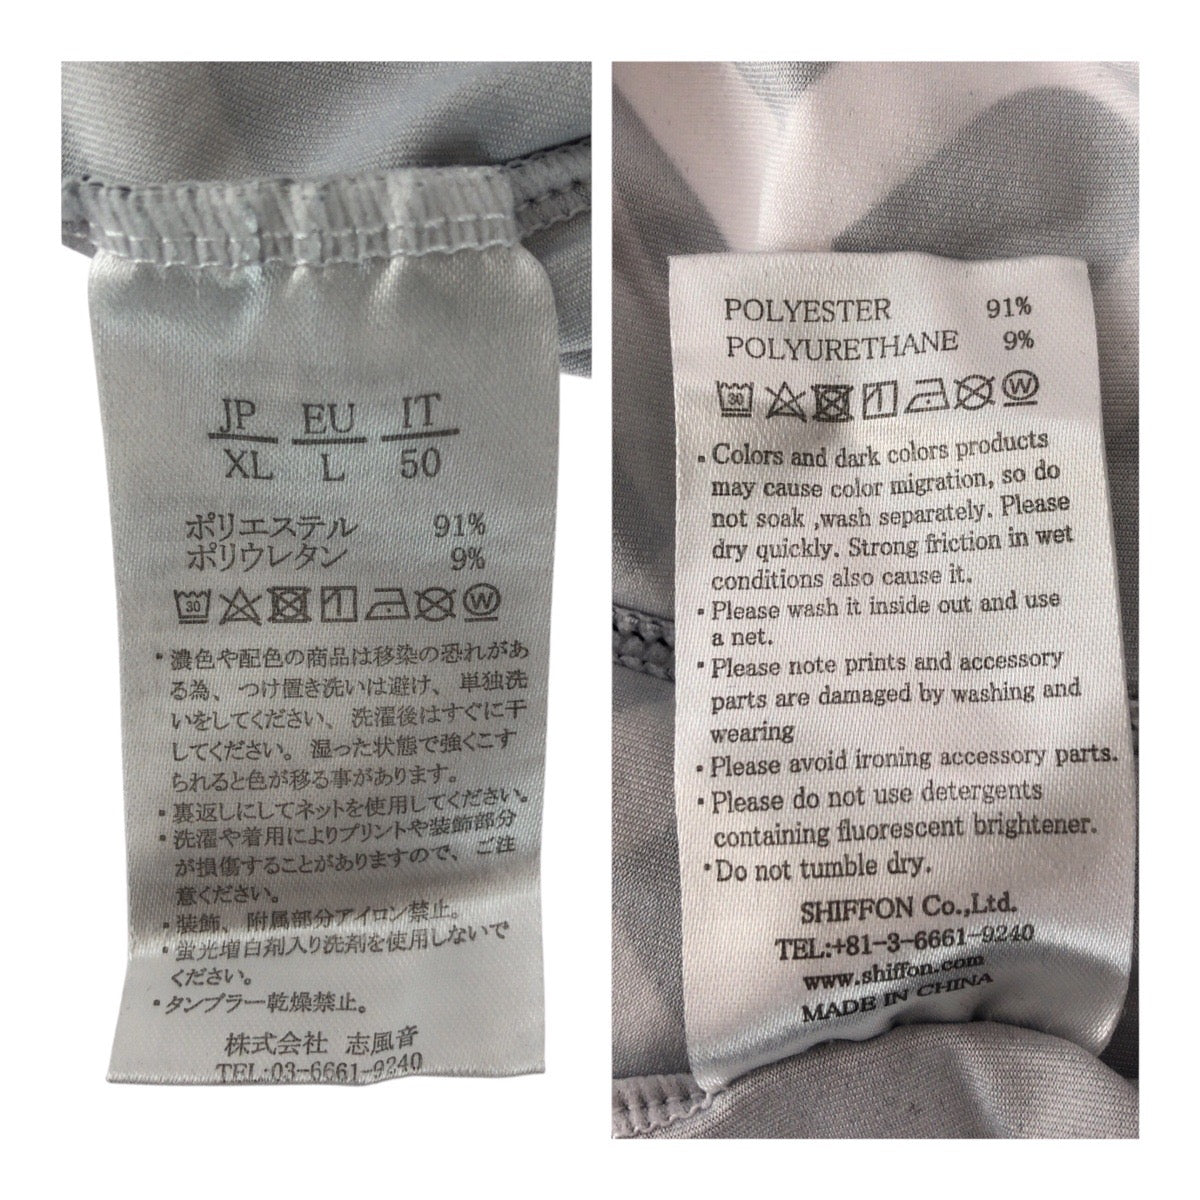 JP EU IT
XL L 50
ポリエステル 91%
ポリウレタン 9%
30 W
・濃色や配色の商品は移染の恐れがあ
る為、つけ置き洗いは避け、単独洗
いをしてください、洗濯後はすぐに干
してください。湿った状態で強くこす
られると色が移る事があります。
・裏返しにしてネットを使用してください。
・洗濯や着用によりプリントや装飾部分
が損傷することがありますので、ご注
意ください。
・装飾、附属部分アイロン禁止。
・蛍光増白剤入り洗剤を使用しないで
ください。
・タンブラー乾燥禁止。
株式会社 志風音
TEL:03-6661-9240
POLYESTER 91%
POLYURETHANE 9%
30 W
・Colors and dark colors products
may cause color migration, so do
not soak ,wash separately. Please
dry quickly. Strong friction in wet
conditions also cause it.
・Please wash it inside out and use
a net.
・Please note prints and accessory
parts are damaged by washing and
wearing
・Please avoid ironing accessory parts.
・Please do not use detergents
containing fluorescent brightener.
・Do not tumble dry.
SHIFFON Co.,Ltd.
TEL:+81-3-6661-9240
www.shiffon.com
MADE IN CHINA